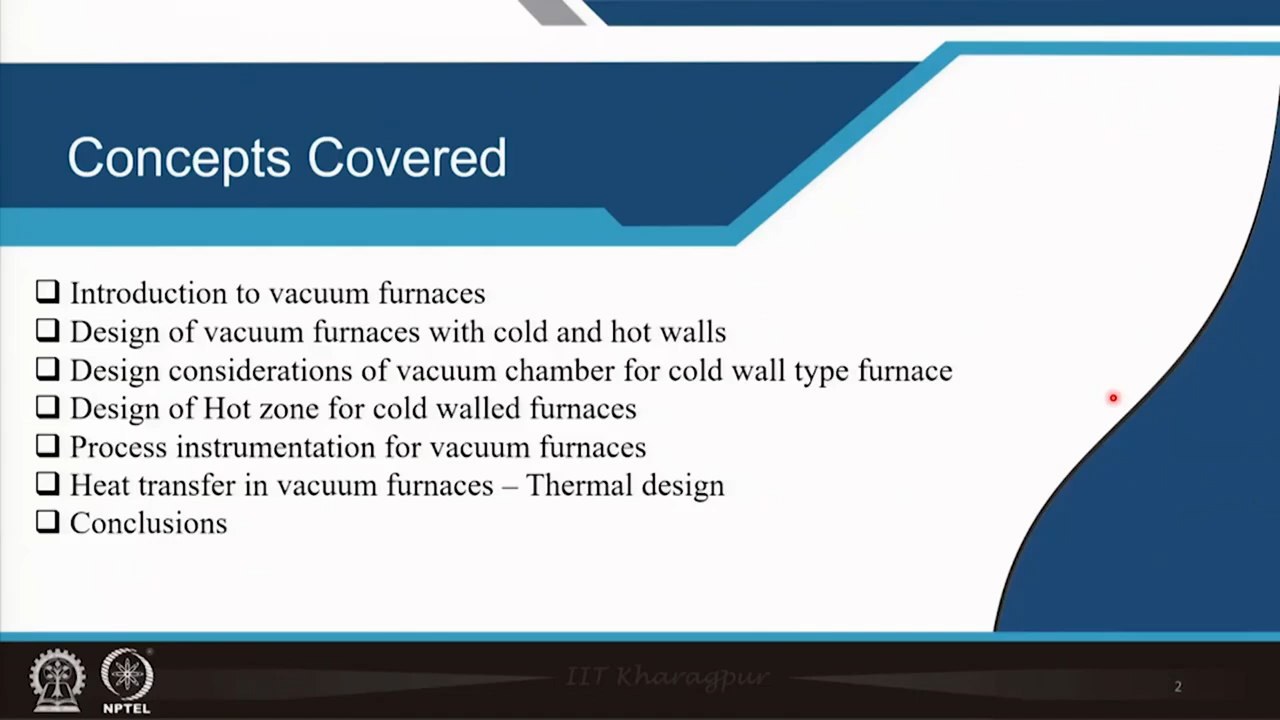 Concepts Covered
Introduction to vacuum furnaces
Design of vacuum furnaces with cold and hot walls
Design considerations of vacuum chamber for cold wall type furnace
Design of Hot zone for cold walled furnaces
Process instrumentation for vacuum furnaces
Heat transfer in vacuum furnaces – Thermal design
Conclusions
IIT Kharagpur
NPTEL
2